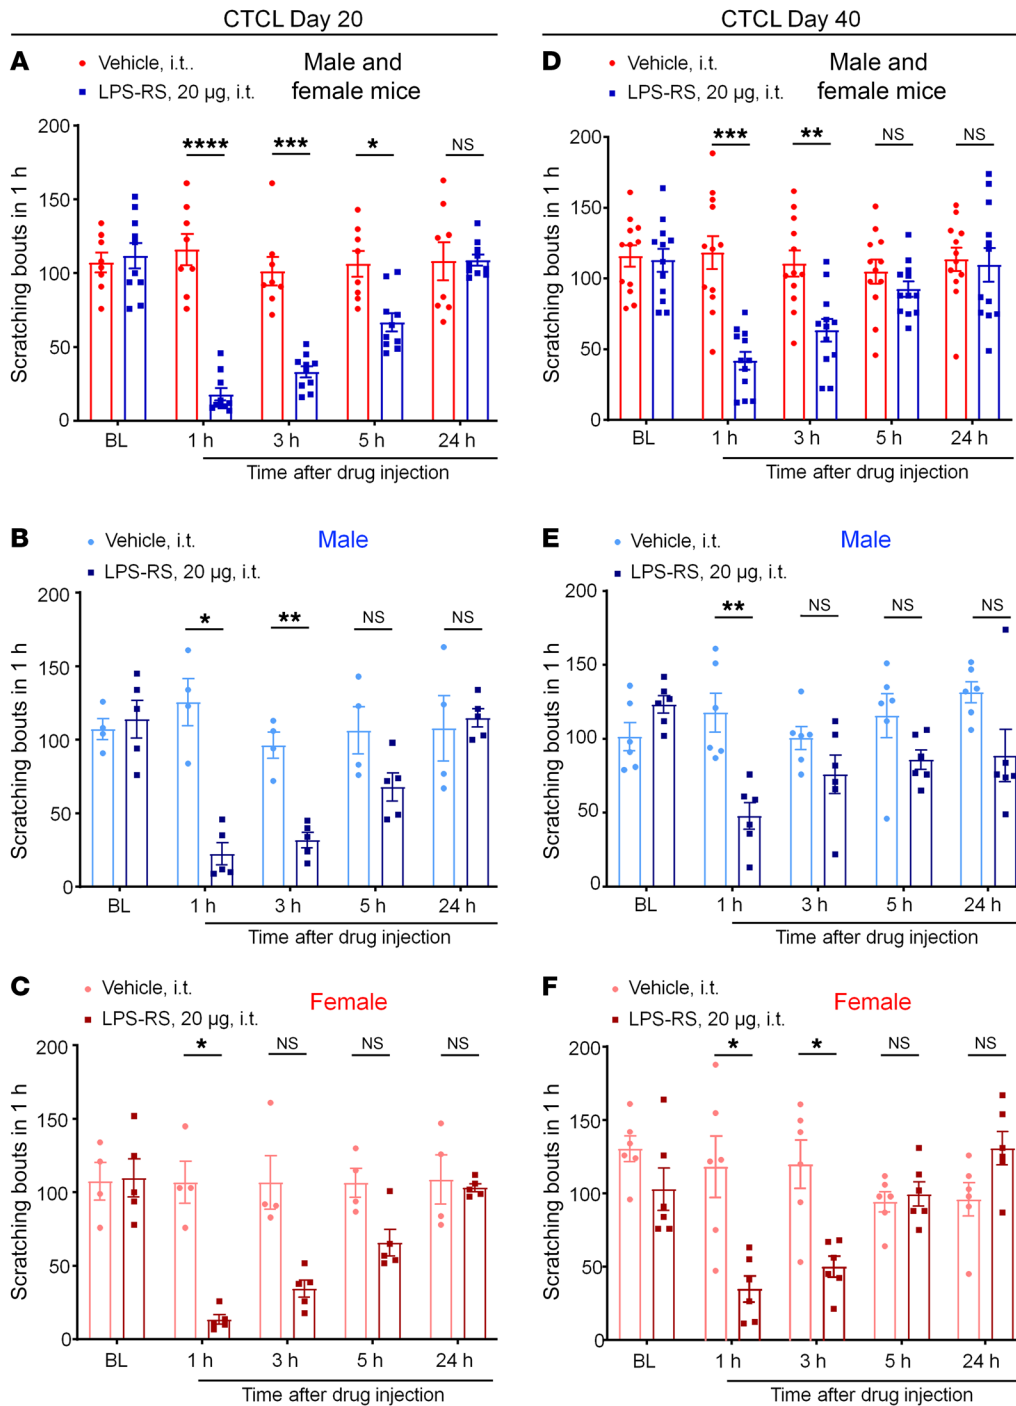 CTCL Day 20
CTCL Day 40
A
Vehicle, i.t..
LPS-RS, 20 µg, i.t.
Male and
female mice
Scratching bouts in 1 h
200
150
100
50
0
****
***
*
NS
BL
1 h
3 h
5 h
24 h
Time after drug injection
D
Vehicle, i.t.
LPS-RS, 20 µg, i.t.
Male and
female mice
Scratching bouts in 1 h
200
150
100
50
0
***
**
NS
NS
BL
1 h
3 h
5 h
24 h
Time after drug injection
B
Vehicle, i.t.
LPS-RS, 20 µg, i.t.
Male
Scratching bouts in 1 h
200
150
100
50
0
*
**
NS
NS
BL
1 h
3 h
5 h
24 h
Time after drug injection
E
Vehicle, i.t.
LPS-RS, 20 µg, i.t.
Male
Scratching bouts in 1 h
200
150
100
50
0
**
NS
NS
NS
BL
1 h
3 h
5 h
24 h
Time after drug injection
C
Vehicle, i.t.
LPS-RS, 20 µg, i.t.
Female
Scratching bouts in 1 h
200
150
100
50
0
*
NS
NS
NS
BL
1 h
3 h
5 h
24 h
Time after drug injection
F
Vehicle, i.t.
LPS-RS, 20 µg, i.t.
Female
Scratching bouts in 1 h
200
150
100
50
0
*
*
NS
NS
BL
1 h
3 h
5 h
24 h
Time after drug injection